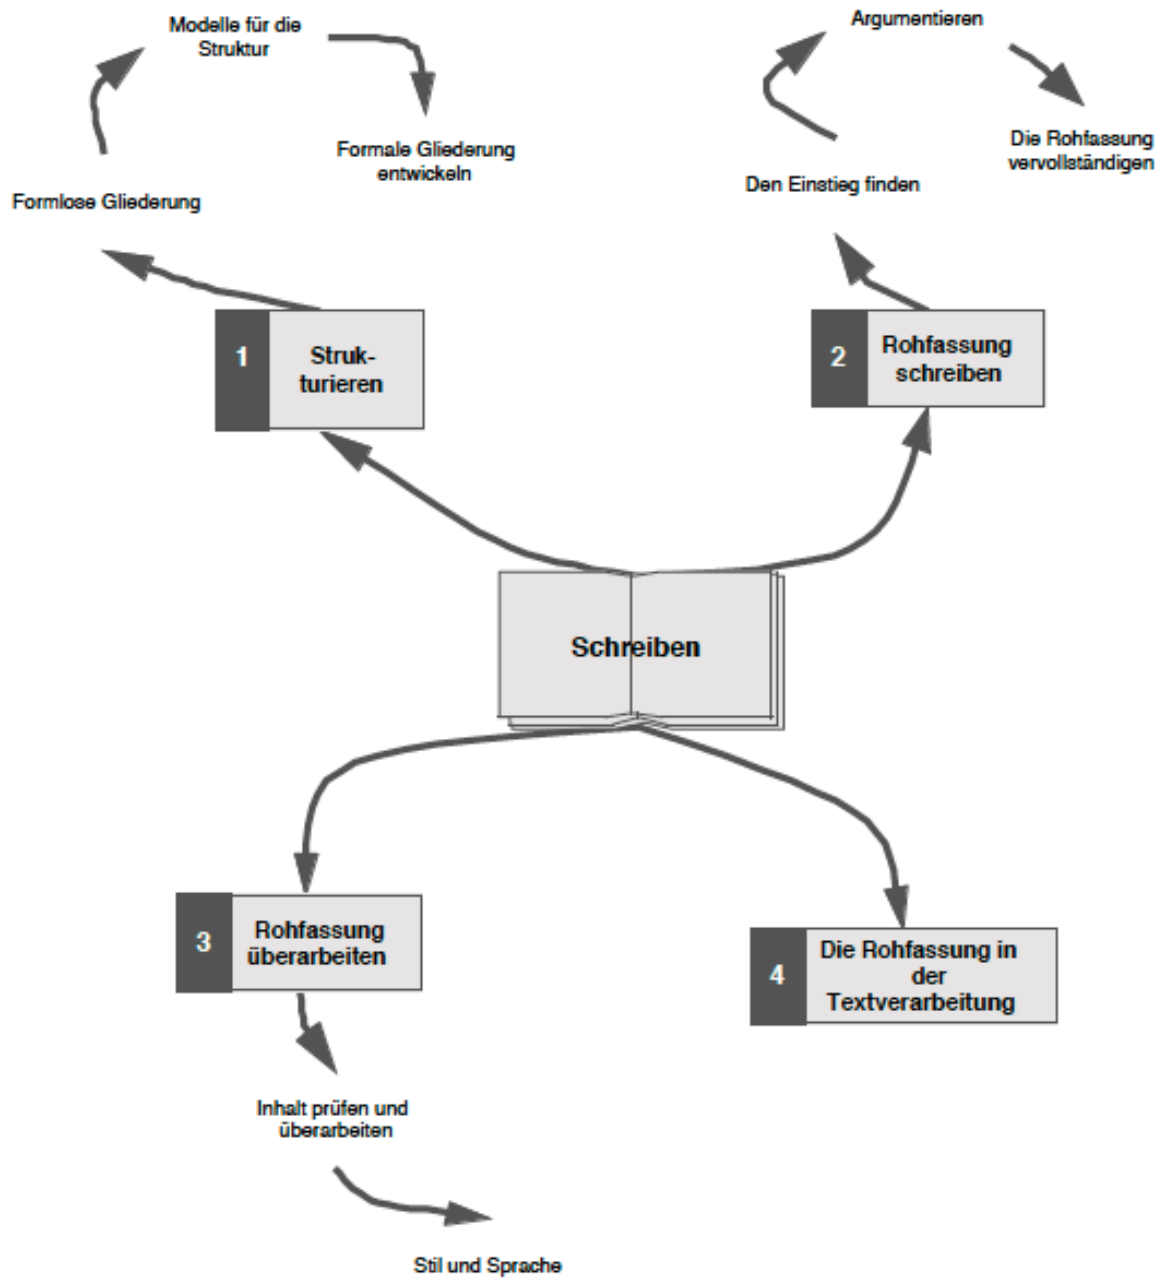 Modelle für die
Struktur
Formale Gliederung
entwickeln
Formlose Gliederung
1
Struk-
turieren
Argumentieren
Die Rohfassung
vervollständigen
Den Einstieg finden
2
Rohfassung
schreiben
Schreiben
3
Rohfassung
überarbeiten
Inhalt prüfen und
überarbeiten
Stil und Sprache
4
Die Rohfassung in
der
Textverarbeitung